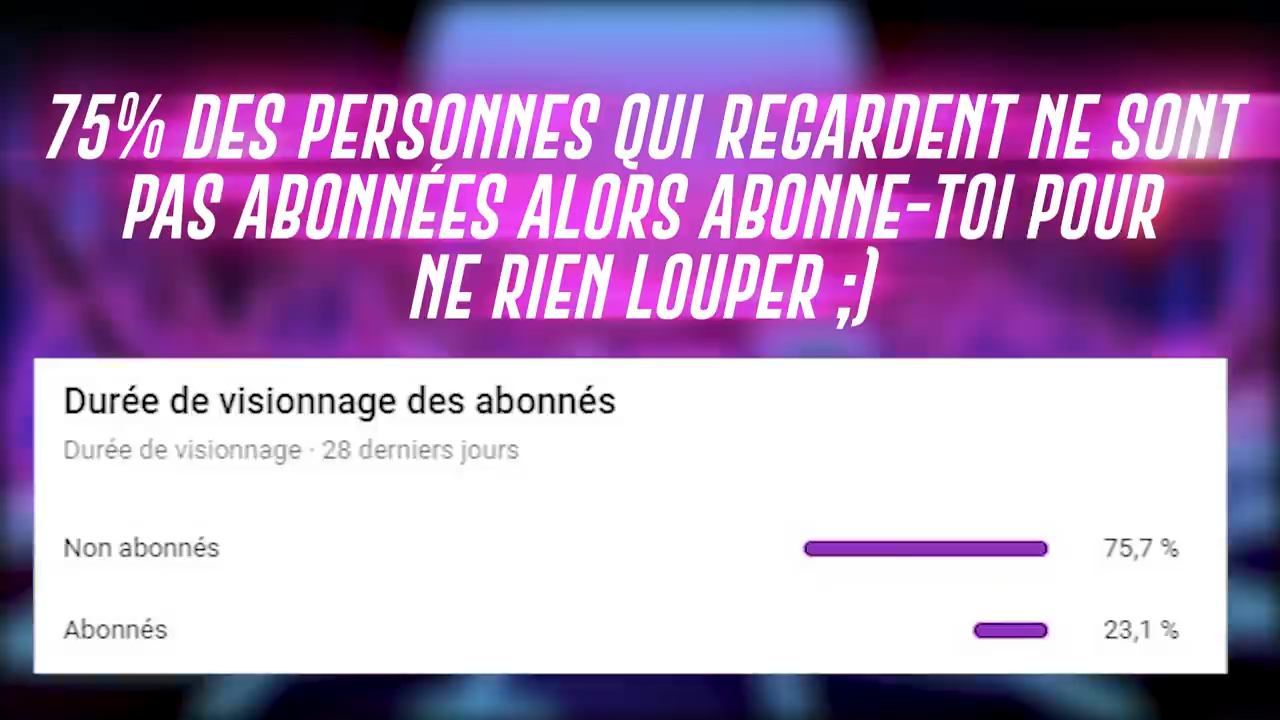 75% DES PERSONNES QUI REGARDENT NE SONT
PAS ABONNÉES ALORS ABONNE-TOI POUR
NE RIEN LOUPER ;)
Durée de visionnage des abonnés
Durée de visionnage · 28 derniers jours
Non abonnés 75,7 %
Abonnés 23,1 %